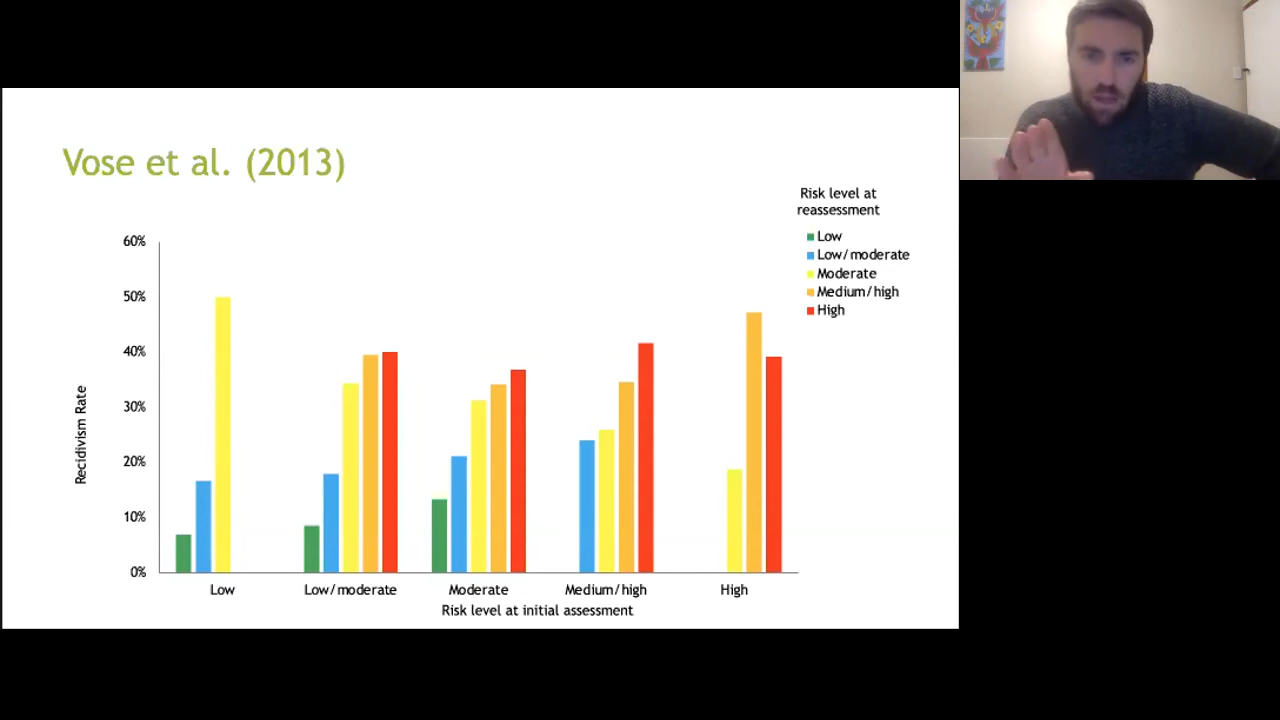 Vose et al. (2013)
Risk level at
reassessment
Low
Low/moderate
Moderate
Medium/high
High
60%
50%
40%
30%
20%
10%
0%
Recidivism Rate
Low
Low/moderate
Moderate
Medium/high
High
Risk level at initial assessment